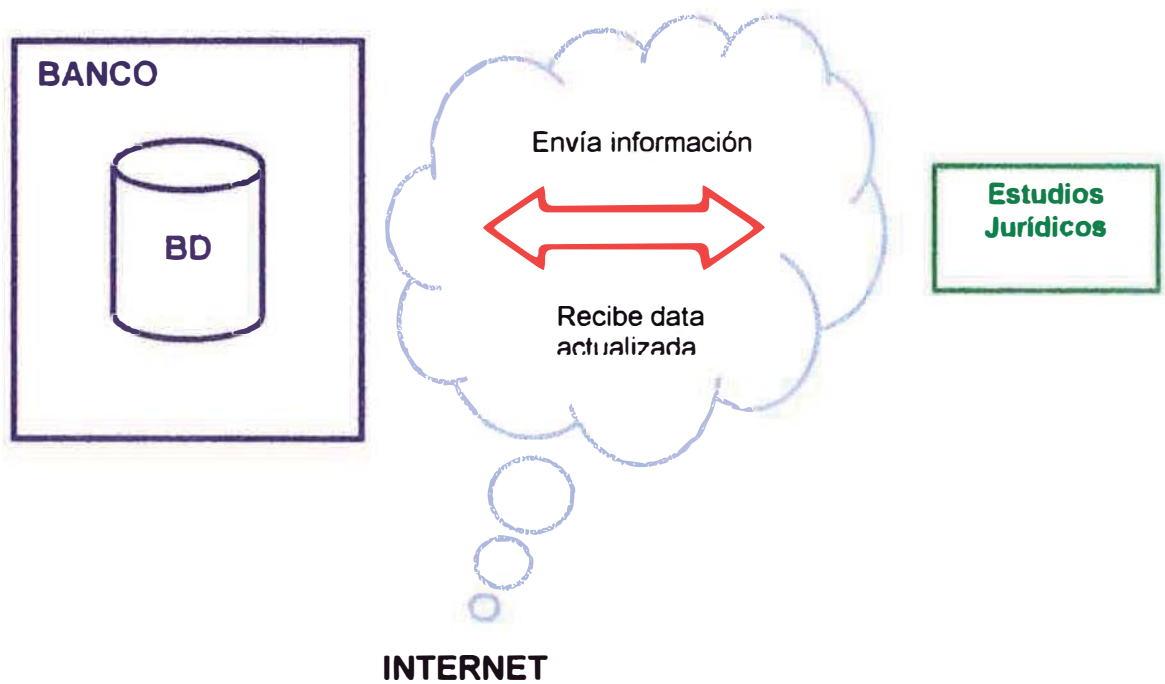 BANCO
BD
Envía información
Recibe data
actualizada
Estudios
Jurídicos
INTERNET